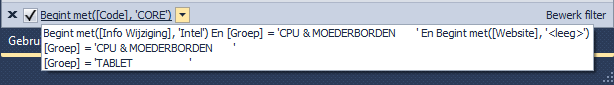 Begint met([Code], 'CORE')
Bewerk filter
Begint met([Info Wijziging], 'Intel') En [Groep] = 'CPU & MOEDERBORDEN      ' En Begint met([Website], '<leeg>')
Gebru
[Groep] = 'CPU & MOEDERBORDEN      '
[Groep] = 'TABLET                  '